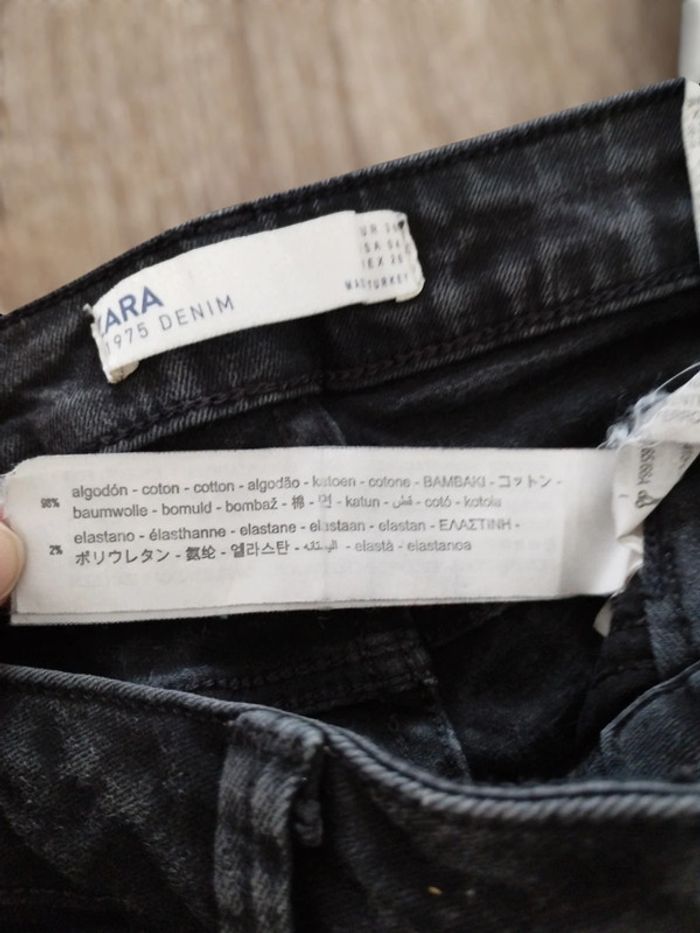 ZARA
1975 DENIM
TURKEY
98% algodón - coton - cotton - algodão - katoen - cotone - ΒΑΜΒΑΚΙ - コットン -
baumwolle - bomuld - bombaž - 棉 - 면 - katun - قطن - cotó - kotoia
2% elastano - élasthanne - elastane - elastaan - elastan - ΕΛΑΣΤΙΝΗ -
ポリウレタン - 氨纶 - 엘라스탄 - - elastà - elastanoa